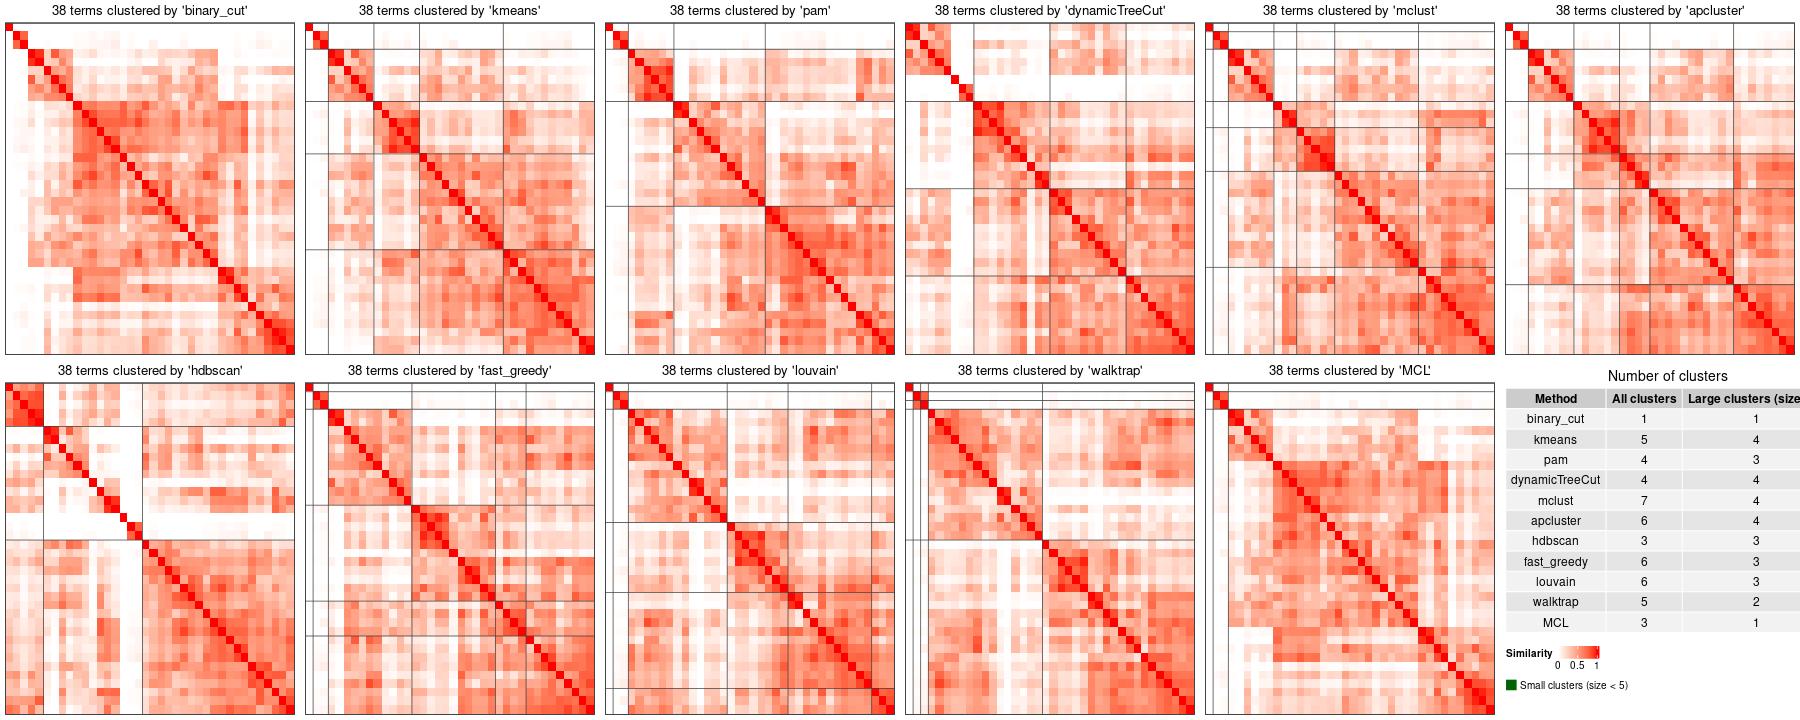 38 terms clustered by 'binary_cut'
38 terms clustered by 'kmeans'
38 terms clustered by 'pam'
38 terms clustered by 'dynamicTreeCut'
38 terms clustered by 'mclust'
38 terms clustered by 'apcluster'
38 terms clustered by 'hdbscan'
38 terms clustered by 'fast_greedy'
38 terms clustered by 'louvain'
38 terms clustered by 'walktrap'
38 terms clustered by 'MCL'
Number of clusters
Method All clusters Large clusters (size
binary_cut 1 1
kmeans 5 4
pam 4 3
dynamicTreeCut 4 4
mclust 7 4
apcluster 6 4
hdbscan 3 3
fast_greedy 6 3
louvain 6 3
walktrap 5 2
MCL 3 1
Similarity
0 0.5 1
Small clusters (size < 5)